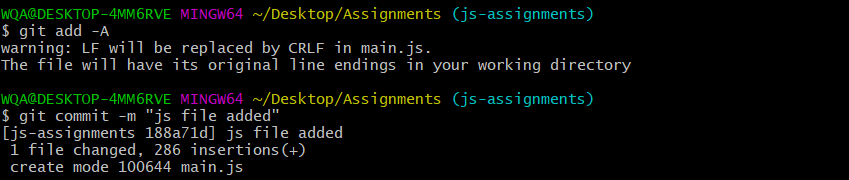 WQA@DESKTOP-4MM6RVE MINGW64 ~/Desktop/Assignments (js-assignments)
$ git add -A
warning: LF will be replaced by CRLF in main.js.
The file will have its original line endings in your working directory
WQA@DESKTOP-4MM6RVE MINGW64 ~/Desktop/Assignments (js-assignments)
$ git commit -m "js file added"
[js-assignments 188a71d] js file added
1 file changed, 286 insertions(+)
create mode 100644 main.js